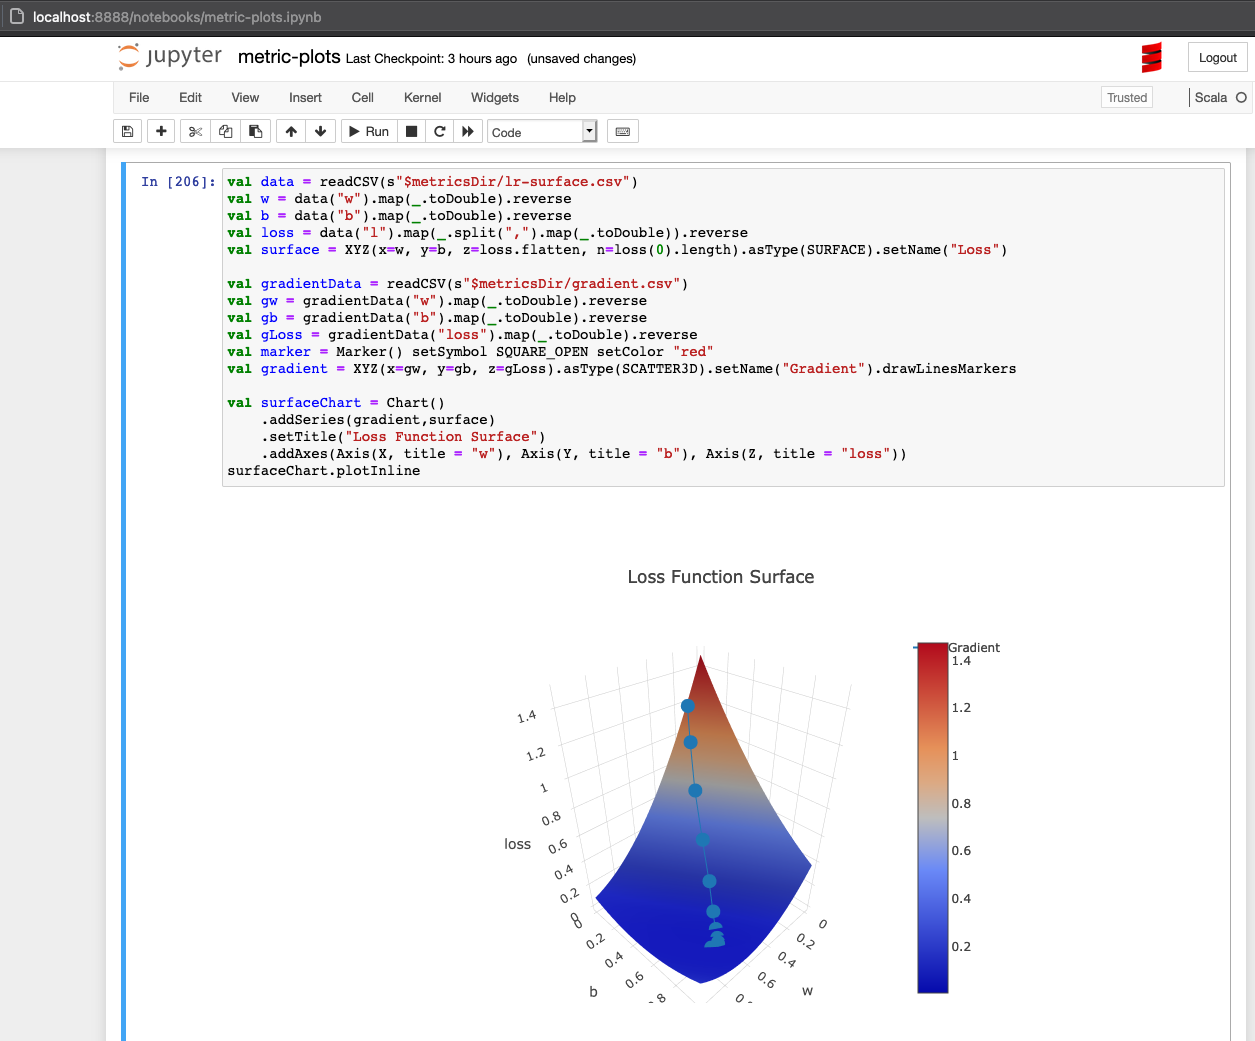 localhost:8888/notebooks/metric-plots.ipynb
jupyter metric-plots Last Checkpoint: 3 hours ago (unsaved changes) Logout
File Edit View Insert Cell Kernel Widgets Help Trusted Scala
Run Code
In [206]: val data = readCSV(s"$metricsDir/lr-surface.csv")
val w = data("w").map(_.toDouble).reverse
val b = data("b").map(_.toDouble).reverse
val loss = data("l").map(_.split(",").map(_.toDouble)).reverse
val surface = XYZ(x=w, y=b, z=loss.flatten, n=loss(0).length).asType(SURFACE).setName("Loss")
val gradientData = readCSV(s"$metricsDir/gradient.csv")
val gw = gradientData("w").map(_.toDouble).reverse
val gb = gradientData("b").map(_.toDouble).reverse
val gLoss = gradientData("loss").map(_.toDouble).reverse
val marker = Marker() setSymbol SQUARE_OPEN setColor "red"
val gradient = XYZ(x=gw, y=gb, z=gLoss).asType(SCATTER3D).setName("Gradient").drawLinesMarkers
val surfaceChart = Chart()
.addSeries(gradient,surface)
.setTitle("Loss Function Surface")
.addAxes(Axis(X, title = "w"), Axis(Y, title = "b"), Axis(Z, title = "loss"))
surfaceChart.plotInline
Loss Function Surface
Gradient
1.4
1.2
1
0.8
0.6
0.4
0.2
1.4
1.2
1
0.8
0.6
0.4
0.2
0
loss
0
0.2
0.4
0.6
b
0
0.2
0.4
0.6
w